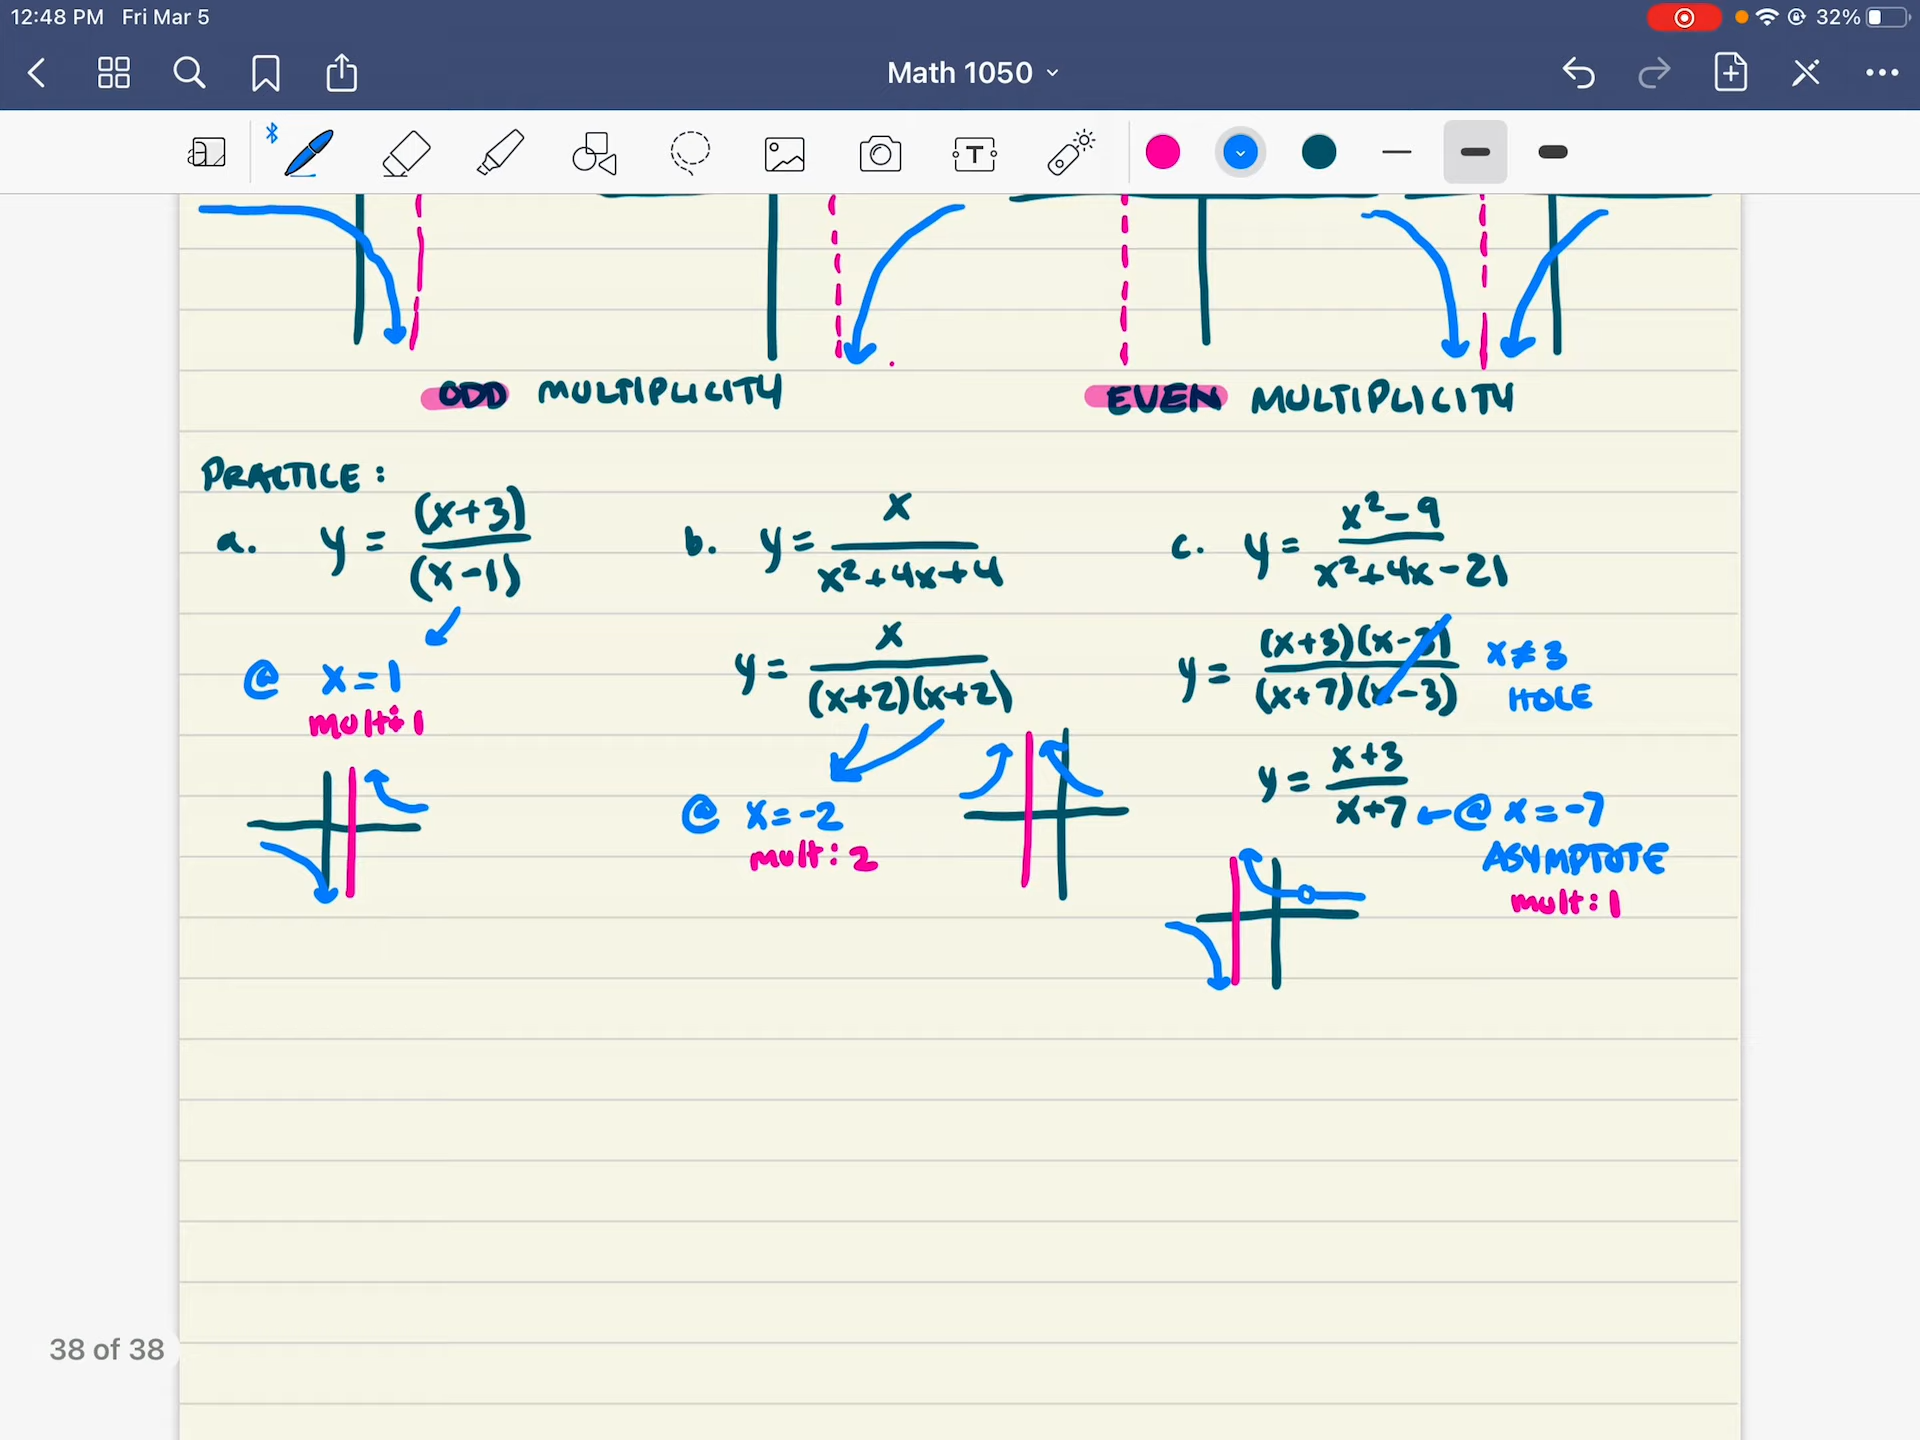 12:48 PM Fri Mar 5
32%
Math 1050
ODD MULTIPLICITY
EVEN MULTIPLICITY
PRACTICE:
a. y = (x+3)/(x-1)
@ x=1
mult: 1
b. y = x/(x²+4x+4)
y = x/((x+2)(x+2))
@ x=-2
mult: 2
c. y = (x²-9)/(x²+4x-21)
y = ((x+3)(x-3))/((x+7)(x-3)) x≠3
HOLE
y = (x+3)/(x+7) ← @ x=-7
ASYMPTOTE
mult: 1
38 of 38